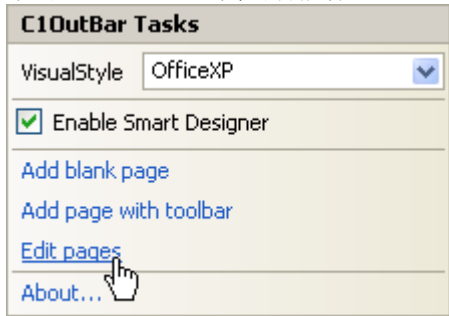 C1OutBar Tasks
VisualStyle OfficeXP
Enable Smart Designer
Add blank page
Add page with toolbar
Edit pages
About...